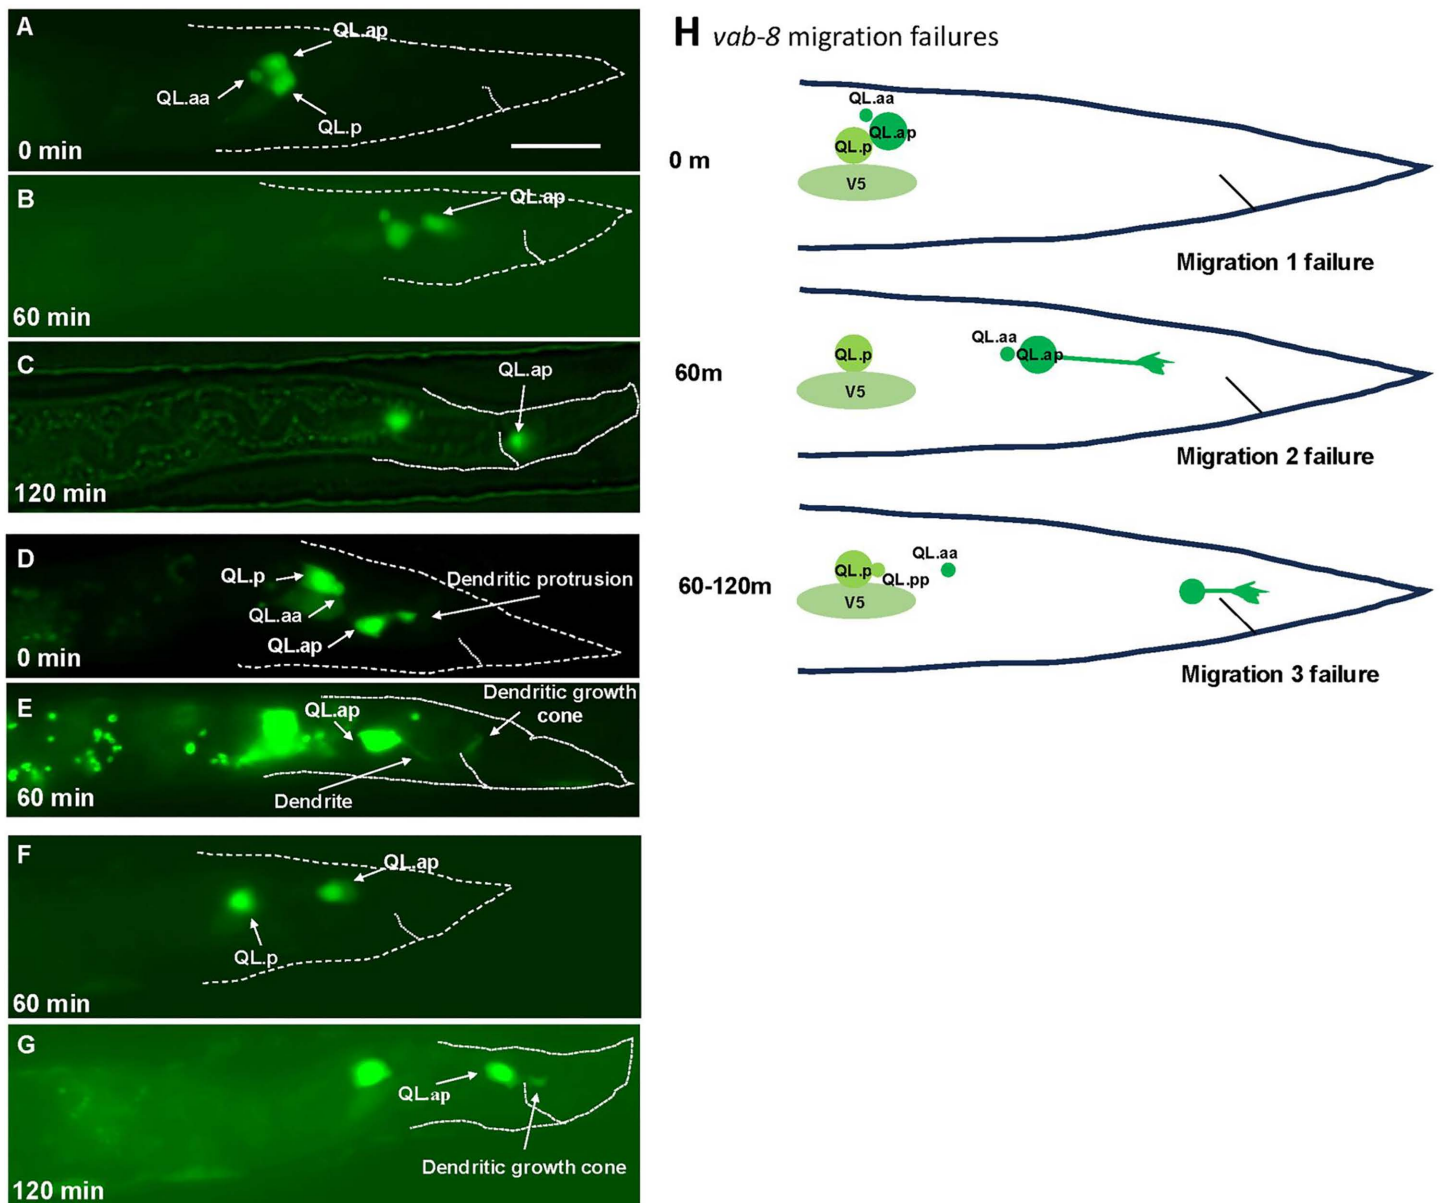 A
QL.ap
QL.aa
QL.p
0 min
B
QL.ap
60 min
C
QL.ap
120 min
D
QL.p
Dendritic protrusion
QL.aa
QL.ap
0 min
E
Dendritic growth
cone
QL.ap
Dendrite
60 min
F
QL.ap
QL.p
60 min
G
QL.ap
Dendritic growth cone
120 min
H vab-8 migration failures
QL.aa
QL.ap
QL.p
0 m
V5
Migration 1 failure
QL.aa
QL.p
QL.ap
60m
V5
Migration 2 failure
QL.aa
QL.p
QL.pp
60-120m
V5
Migration 3 failure